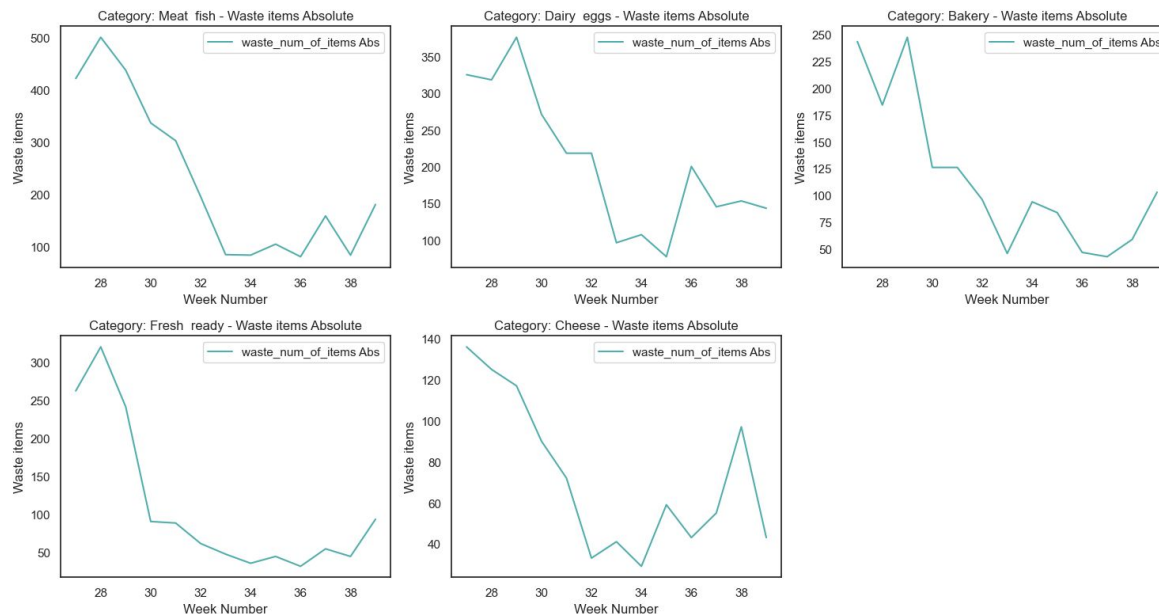 Category: Meat  fish - Waste items Absolute
waste_num_of_items Abs
500
400
300
200
100
Waste items
28 30 32 34 36 38
Week Number
Category: Dairy  eggs - Waste items Absolute
waste_num_of_items Abs
350
300
250
200
150
100
Waste items
28 30 32 34 36 38
Week Number
Category: Bakery - Waste items Absolute
waste_num_of_items Abs
250
225
200
175
150
125
100
75
50
Waste items
28 30 32 34 36 38
Week Number
Category: Fresh  ready - Waste items Absolute
waste_num_of_items Abs
300
250
200
150
100
50
Waste items
28 30 32 34 36 38
Week Number
Category: Cheese - Waste items Absolute
waste_num_of_items Abs
140
120
100
80
60
40
Waste items
28 30 32 34 36 38
Week Number